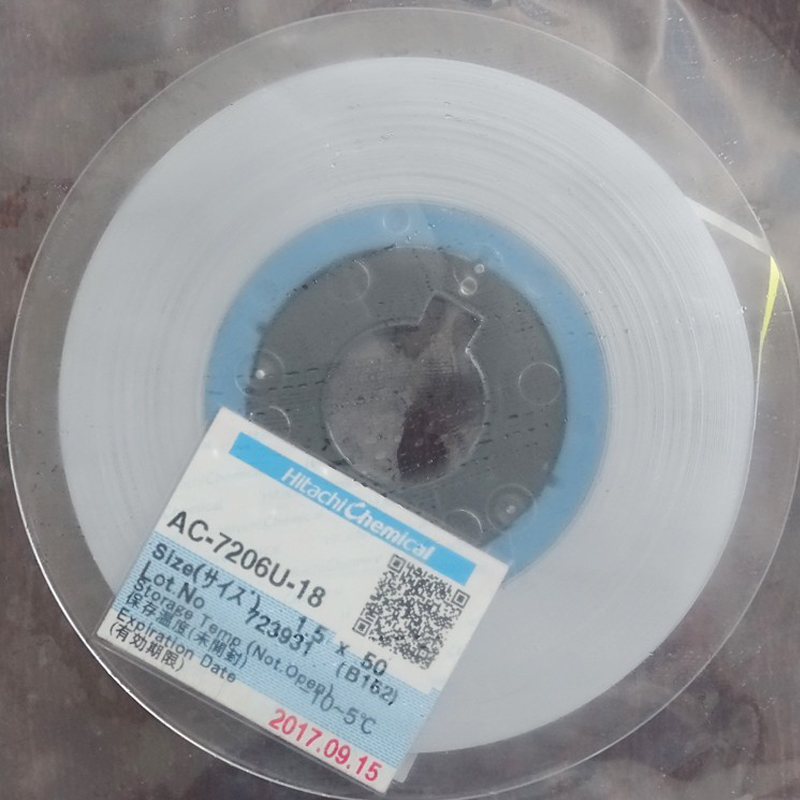 Hitachi Chemical
AC-7206U-18
Size(サイズ) 1.5 x 50
Lot.No 723931 (B162)
Storage Temp.(Not.Open)
保存温度(未開封) -10~5℃
Expiration Date
(有効期限) 2017.09.15